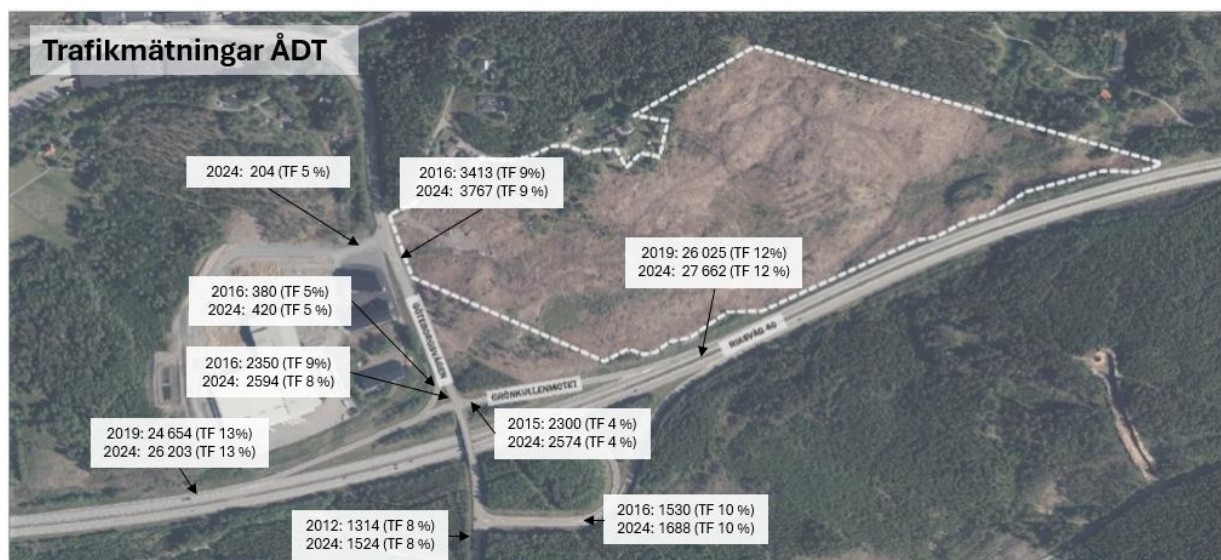 Trafikmätningar ÅDT
2024: 204 (TF 5 %)
2016: 3413 (TF 9%)
2024: 3767 (TF 9 %)
2019: 26 025 (TF 12%)
2024: 27 662 (TF 12 %)
2016: 380 (TF 5%)
2024: 420 (TF 5 %)
GÖTEBORGSVÄGEN
RIKSVÄG 40
2016: 2350 (TF 9%)
2024: 2594 (TF 8 %)
GRÖNKULLENMOTET
2019: 24 654 (TF 13%)
2024: 26 203 (TF 13 %)
2015: 2300 (TF 4 %)
2024: 2574 (TF 4 %)
2012: 1314 (TF 8 %)
2024: 1524 (TF 8 %)
2016: 1530 (TF 10 %)
2024: 1688 (TF 10 %)